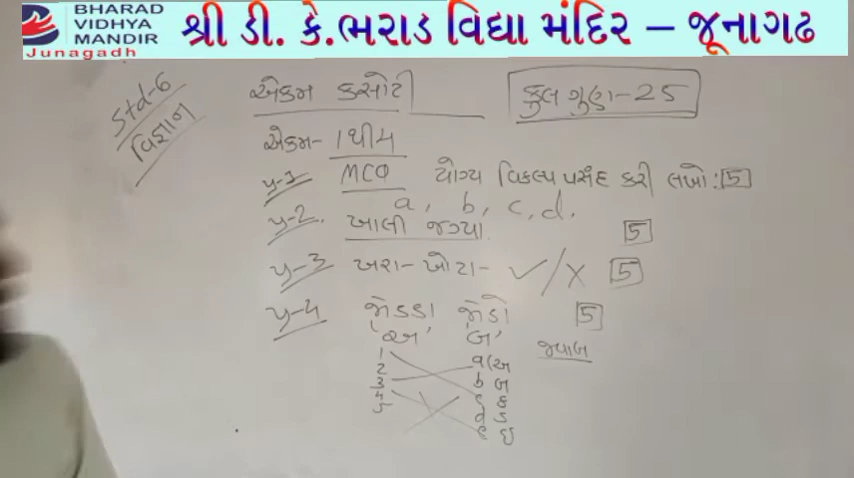 BHARAD
VIDHYA
MANDIR
Junagadh
શ્રી ડી. કે.ભરાડ વિદ્યા મંદિર – જૂનાગઢ
Std-6
વિજ્ઞાન
એકમ કસોટી
કુલ ગુણ-25
એકમ- 1થી4
પ્ર-1 MCQ યોગ્ય વિકલ્પ પસંદ કરી લખો: 5
a, b, c, d.
પ્ર-2. ખાલી જગ્યા 5
પ્ર-3 ખરા-ખોટા- ✓/X 5
પ્ર-4 જોડકા જોડો 5
'અ' 'બ'
જવાબ
1 a(અ
2 b બ
3 c ક
4 d ડ
5 e ઇ